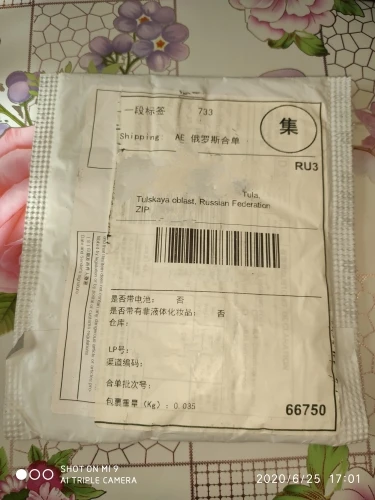 一段标签 733
集
Shipping AE 俄罗斯合单
RU3
Tula,
Tulskaya oblast, Russian Federation
ZIP
是否带电池： 否
是否带有非液体化妆品： 否
仓库：
LP号：
渠道编码：
合单批次号：
包裹重量（Kg）：0.035
66750
SHOT ON MI 9
AI TRIPLE CAMERA
2020/6/25 17:01